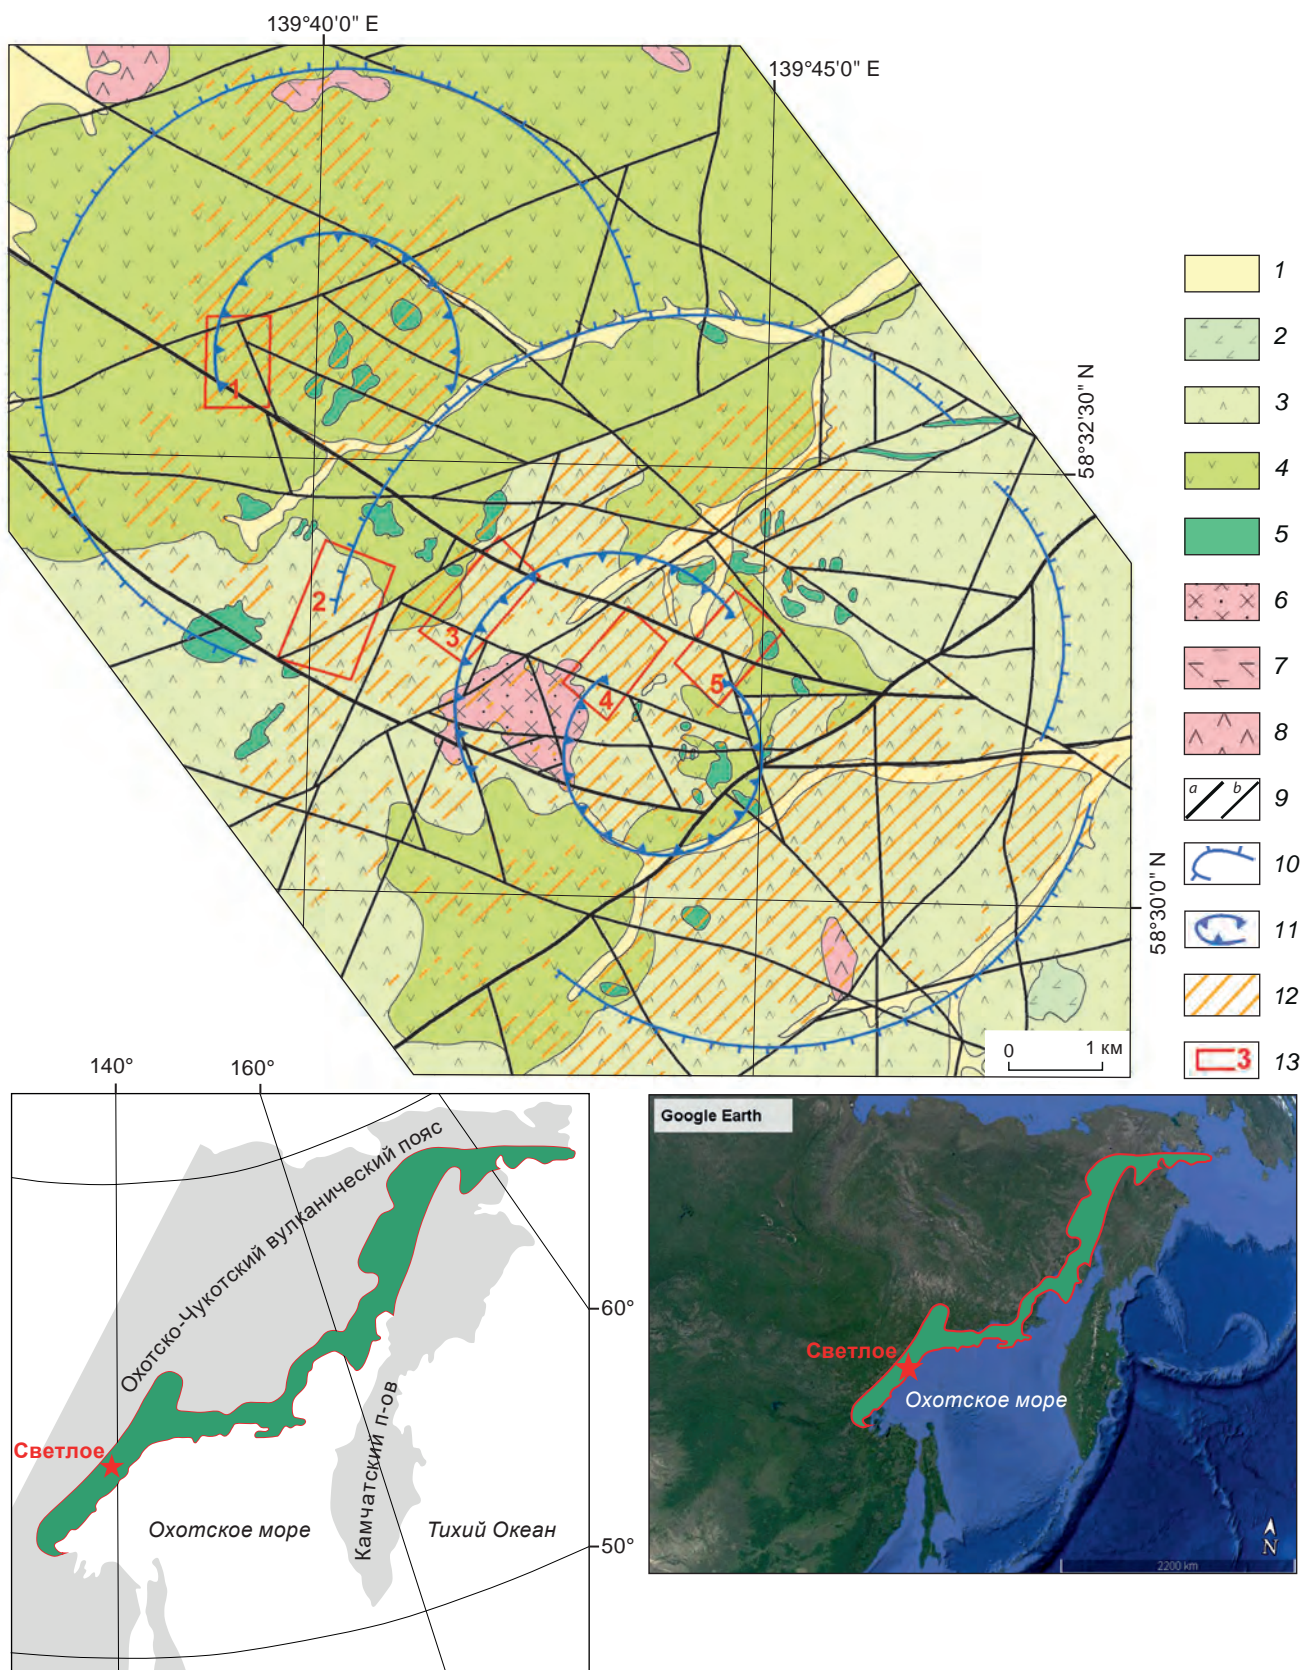 139°40'0" E
139°45'0" E
58°32'30" N
58°30'0" N
1
2
3
4
5
0 1 км
1
2
3
4
5
6
7
8
a b 9
10
11
12
3 13
140°
160°
60°
50°
Охотско-Чукотский вулканический пояс
Светлое
Охотское море
Камчатский п-ов
Тихий Океан
Google Earth
Светлое
Охотское море
N
2200 km